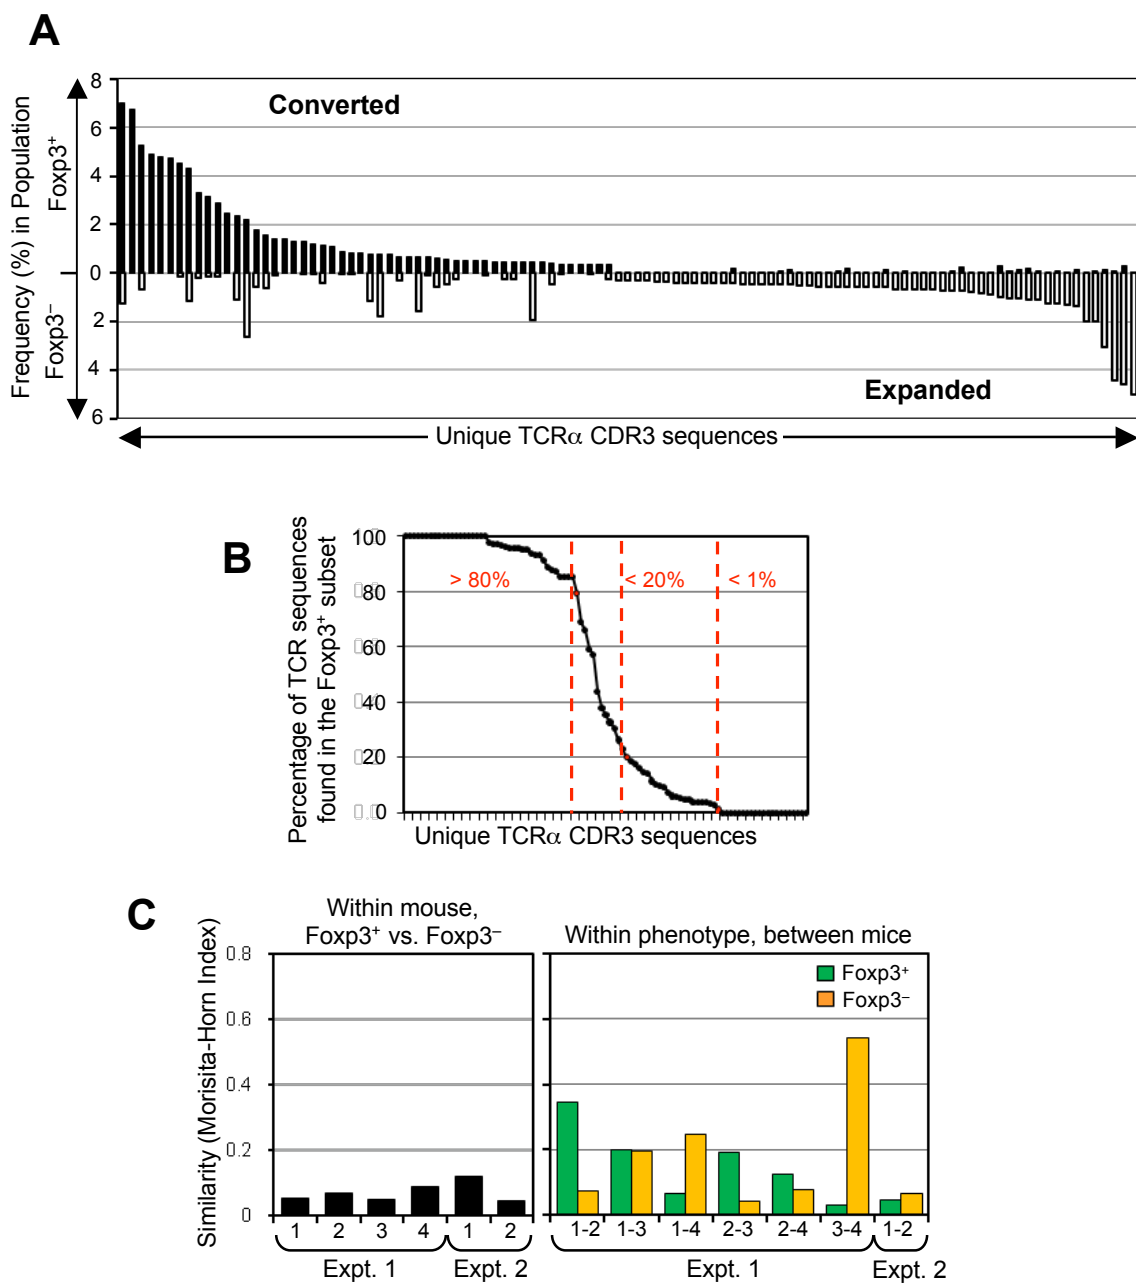 A
Frequency (%) in Population
Foxp3⁻ Foxp3⁺
8
6
4
2
0
2
4
6
Converted
Expanded
Unique TCRα CDR3 sequences
B
Percentage of TCR sequences
found in the Foxp3⁺ subset
100
80
60
40
20
0
> 80%
< 20%
< 1%
Unique TCRα CDR3 sequences
C
Within mouse,
Foxp3⁺ vs. Foxp3⁻
Within phenotype, between mice
Similarity (Morisita-Horn Index)
0.8
0.6
0.4
0.2
0
Foxp3⁺
Foxp3⁻
1 2 3 4 1 2
1-2 1-3 1-4 2-3 2-4 3-4 1-2
Expt. 1 Expt. 2
Expt. 1 Expt. 2